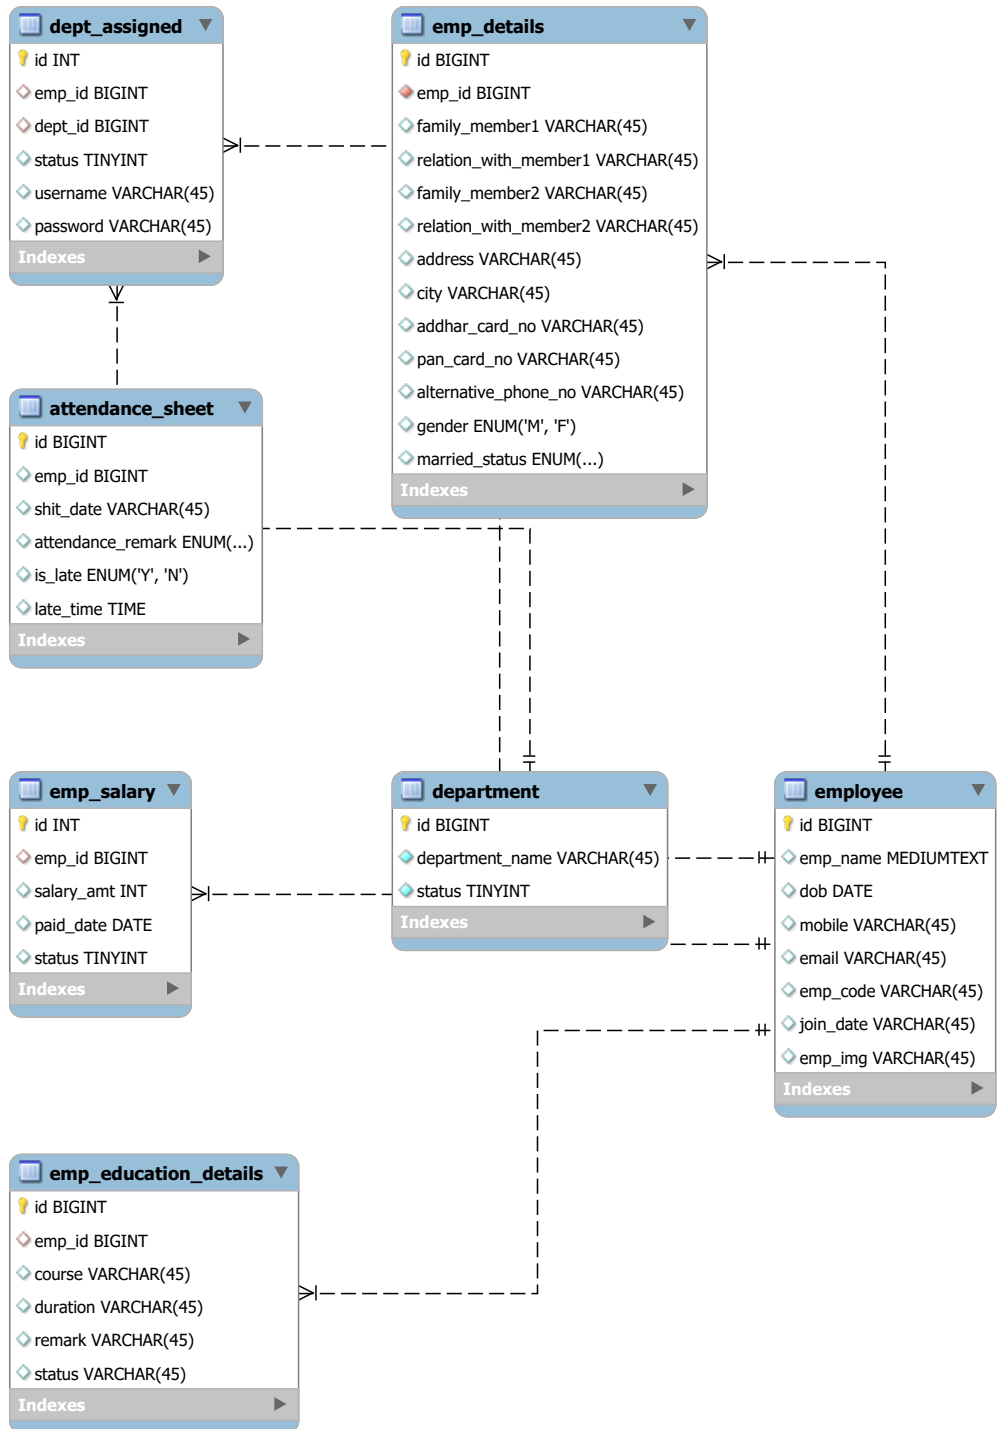 dept_assigned
id INT
emp_id BIGINT
dept_id BIGINT
status TINYINT
username VARCHAR(45)
password VARCHAR(45)
Indexes
emp_details
id BIGINT
emp_id BIGINT
family_member1 VARCHAR(45)
relation_with_member1 VARCHAR(45)
family_member2 VARCHAR(45)
relation_with_member2 VARCHAR(45)
address VARCHAR(45)
city VARCHAR(45)
addhar_card_no VARCHAR(45)
pan_card_no VARCHAR(45)
alternative_phone_no VARCHAR(45)
gender ENUM('M', 'F')
married_status ENUM(...)
Indexes
attendance_sheet
id BIGINT
emp_id BIGINT
shit_date VARCHAR(45)
attendance_remark ENUM(...)
is_late ENUM('Y', 'N')
late_time TIME
Indexes
emp_salary
id INT
emp_id BIGINT
salary_amt INT
paid_date DATE
status TINYINT
Indexes
department
id BIGINT
department_name VARCHAR(45)
status TINYINT
Indexes
employee
id BIGINT
emp_name MEDIUMTEXT
dob DATE
mobile VARCHAR(45)
email VARCHAR(45)
emp_code VARCHAR(45)
join_date VARCHAR(45)
emp_img VARCHAR(45)
Indexes
emp_education_details
id BIGINT
emp_id BIGINT
course VARCHAR(45)
duration VARCHAR(45)
remark VARCHAR(45)
status VARCHAR(45)
Indexes